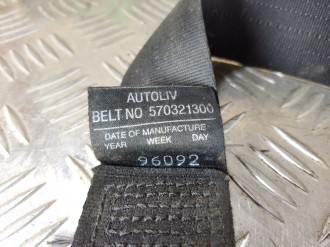 AUTOLIV
BELT NO 570321300
DATE OF MANUFACTURE
YEAR WEEK DAY
96092